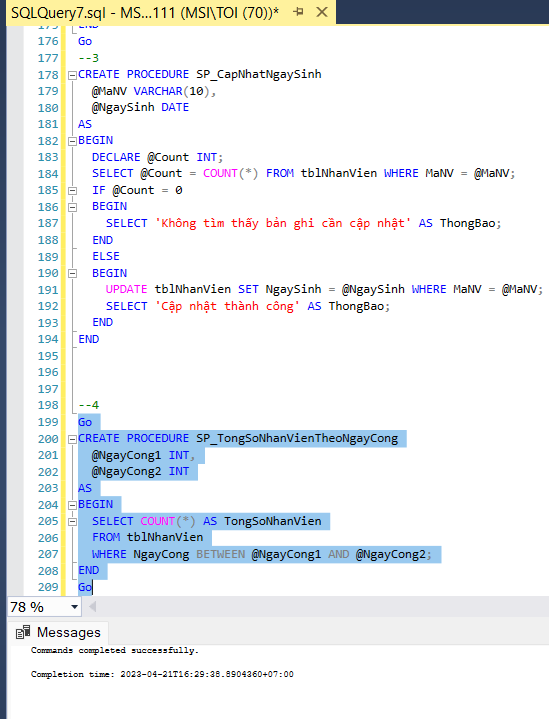 SQLQuery7.sql - MS...111 (MSI\TOI (70))*
175 END
176 Go
177 --3
178 CREATE PROCEDURE SP_CapNhatNgaySinh
179 @MaNV VARCHAR(10),
180 @NgaySinh DATE
181 AS
182 BEGIN
183 DECLARE @Count INT;
184 SELECT @Count = COUNT(*) FROM tblNhanVien WHERE MaNV = @MaNV;
185 IF @Count = 0
186 BEGIN
187 SELECT 'Không tìm thấy bản ghi cần cập nhật' AS ThongBao;
188 END
189 ELSE
190 BEGIN
191 UPDATE tblNhanVien SET NgaySinh = @NgaySinh WHERE MaNV = @MaNV;
192 SELECT 'Cập nhật thành công' AS ThongBao;
193 END
194 END
195
196
197
198 --4
199 Go
200 CREATE PROCEDURE SP_TongSoNhanVienTheoNgayCong
201 @NgayCong1 INT,
202 @NgayCong2 INT
203 AS
204 BEGIN
205 SELECT COUNT(*) AS TongSoNhanVien
206 FROM tblNhanVien
207 WHERE NgayCong BETWEEN @NgayCong1 AND @NgayCong2;
208 END
209 Go
78 %
Messages
Commands completed successfully.
Completion time: 2023-04-21T16:29:38.8904360+07:00